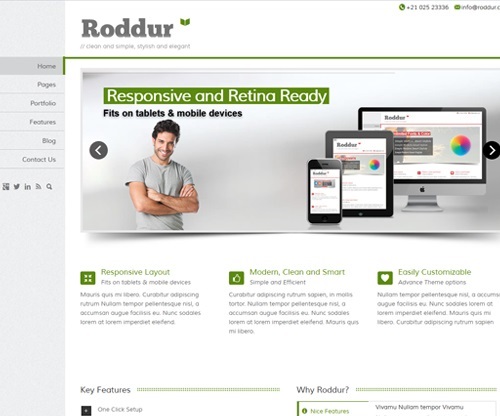 +21 025 23336 info@roddur.c
Roddur
// clean and simple, stylish and elegant
Home
Pages
Portfolio
Features
Blog
Contact Us
Responsive and Retina Ready
Fits on tablets & mobile devices
Roddur
Roddur
Roddur
Responsive Layout
Fits on tablets & mobile devices
Mauris quis mi libero. Curabitur adipiscing
rutrum Nullam tempor pellentesque nisl, a
accumsan augue facilisis eu. Nunc sodales
lorem at lorem imperdiet eleifend.
Modern, Clean and Smart
Simple and Efficient
Curabitur adipiscing rutrum sapien, in mollis
tortor. Nullam tempor pellentesque nisl, a
accumsan augue facilisis eu. Nunc sodales
lorem at lorem imperdiet eleifend. Mauris
quis mi libero.
Easily Customizable
Advance Theme options
Nullam tempor pellentesque nisl, a
accumsan augue facilisis eu. Nunc sodales
lorem at lorem imperdiet eleifend. Mauris
quis mi libero. Curabitur adipiscing
rutrum sapien
Key Features
One Click Setup
Why Roddur?
Nice Features
Vivamu Nullam tempor Vivamu